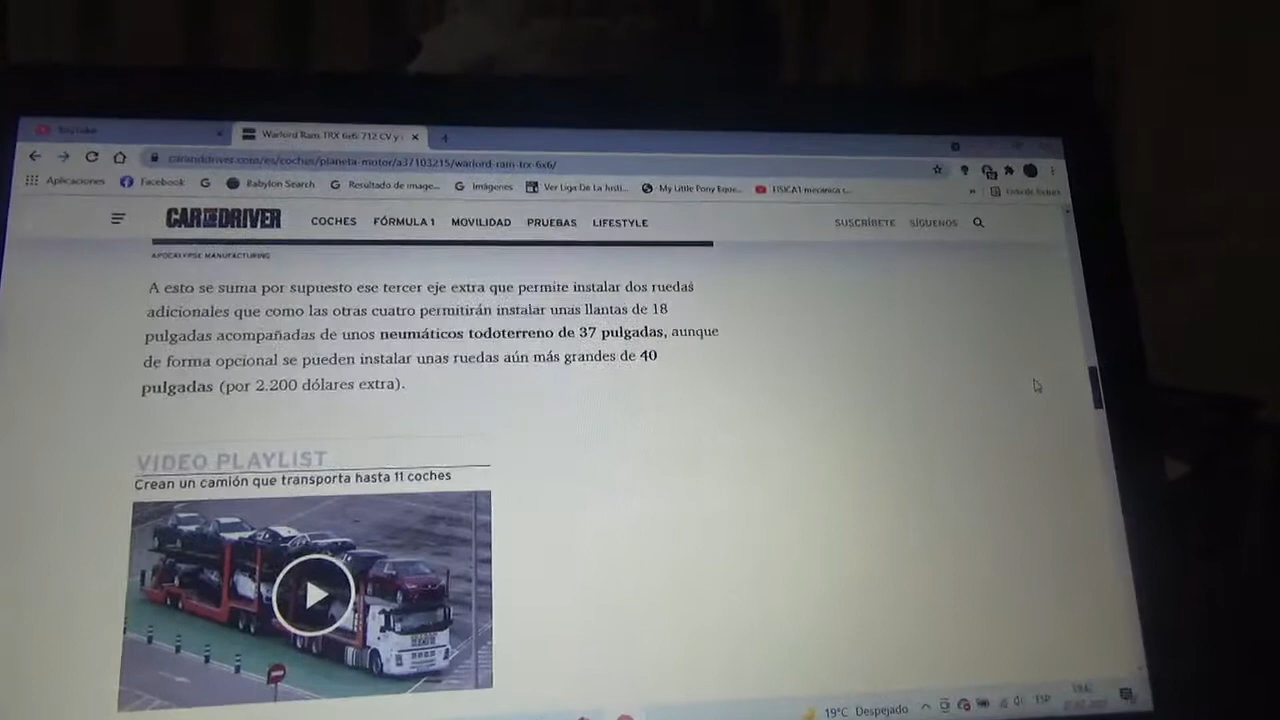 YouTube
Warlord Ram TRX 6x6: 712 CV y
caranddriver.com/es/coches/planeta-motor/a37103215/warlord-ram-trx-6x6/
Aplicaciones
Facebook
Babylon Search
Resultado de image...
Imágenes
Ver Liga De La Justi...
My Little Pony Eque...
FISICA1 mecanica c...
CAR AND DRIVER
COCHES
FÓRMULA 1
MOVILIDAD
PRUEBAS
LIFESTYLE
SUSCRÍBETE
SÍGUENOS
APOCALYPSE MANUFACTURING
A esto se suma por supuesto ese tercer eje extra que permite instalar dos ruedas
adicionales que como las otras cuatro permitirán instalar unas llantas de 18
pulgadas acompañadas de unos neumáticos todoterreno de 37 pulgadas, aunque
de forma opcional se pueden instalar unas ruedas aún más grandes de 40
pulgadas (por 2.200 dólares extra).
VIDEO PLAYLIST
Crean un camión que transporta hasta 11 coches
19°C Despejado
ESP